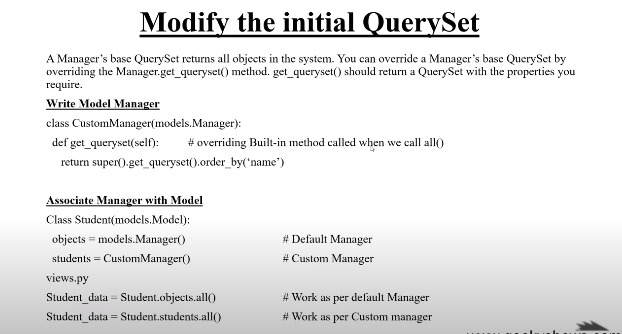 Modify the initial QuerySet
A Manager's base QuerySet returns all objects in the system. You can override a Manager's base QuerySet by
overriding the Manager.get_queryset() method. get_queryset() should return a QuerySet with the properties you
require.
Write Model Manager
class CustomManager(models.Manager):
def get_queryset(self): # overriding Built-in method called when we call all()
return super().get_queryset().order_by(‘name’)
Associate Manager with Model
Class Student(models.Model):
objects = models.Manager() # Default Manager
students = CustomManager() # Custom Manager
views.py
Student_data = Student.objects.all() # Work as per default Manager
Student_data = Student.students.all() # Work as per Custom manager